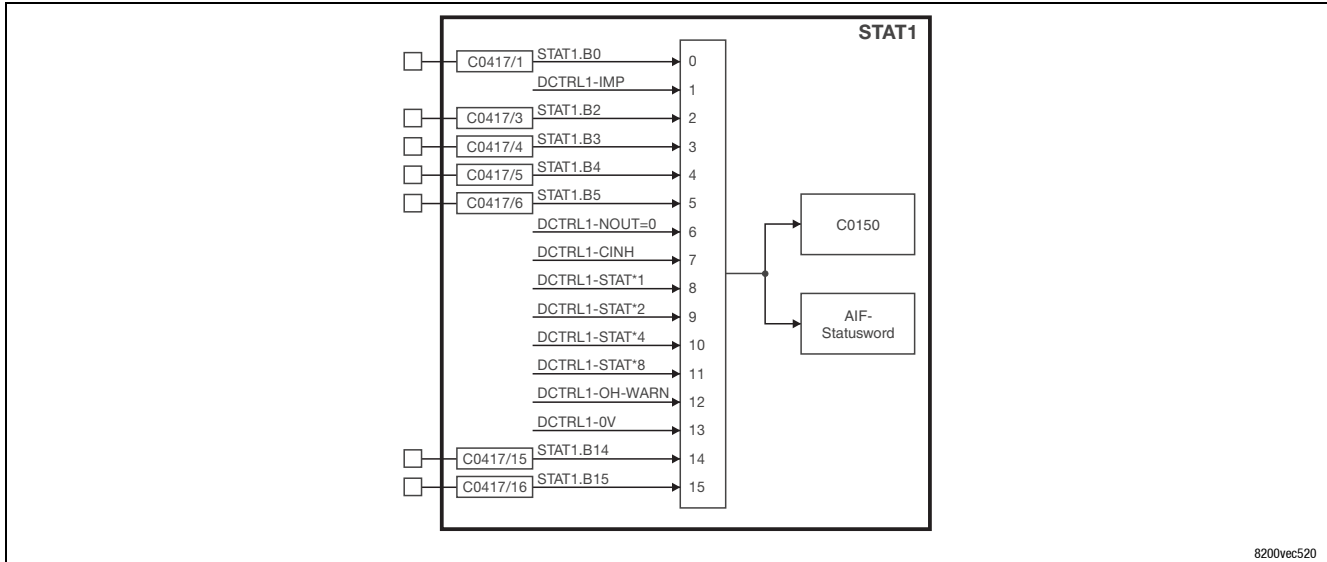 STAT1
C0417/1 STAT1.B0 0
DCTRL1-IMP 1
C0417/3 STAT1.B2 2
C0417/4 STAT1.B3 3
C0417/5 STAT1.B4 4
C0417/6 STAT1.B5 5
DCTRL1-NOUT=0 6
DCTRL1-CINH 7
DCTRL1-STAT*1 8
DCTRL1-STAT*2 9
DCTRL1-STAT*4 10
DCTRL1-STAT*8 11
DCTRL1-OH-WARN 12
DCTRL1-0V 13
C0417/15 STAT1.B14 14
C0417/16 STAT1.B15 15
C0150
AIF-
Statusword
8200vec520